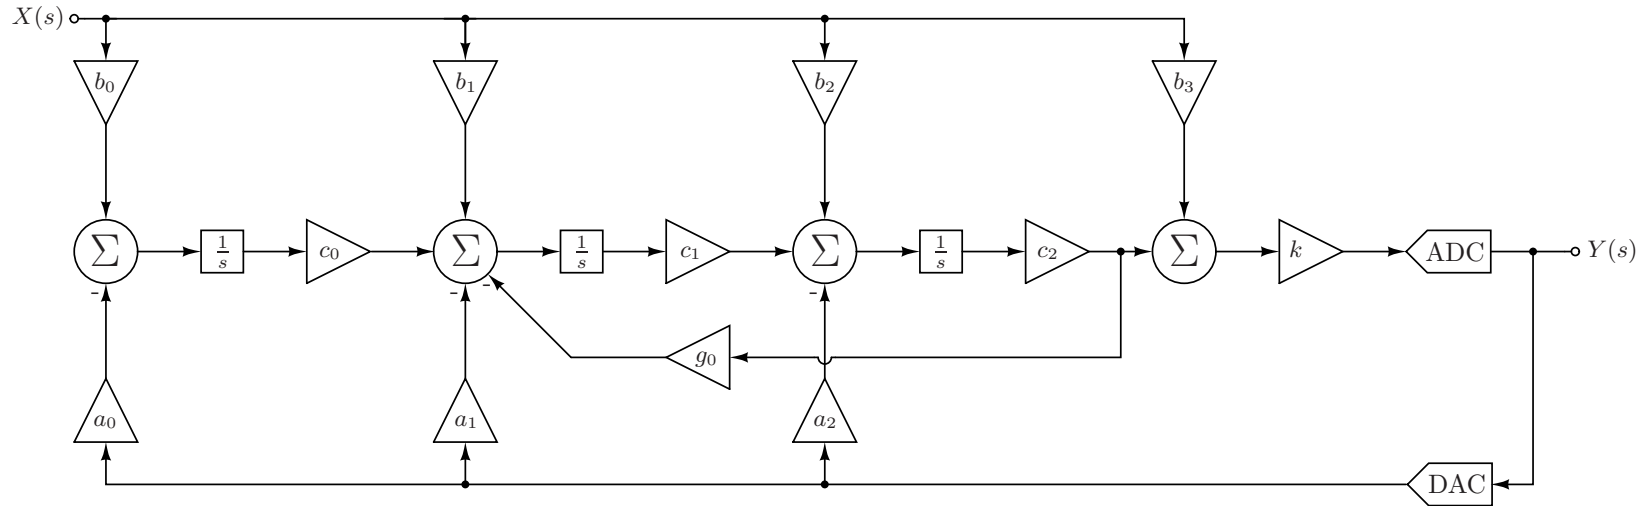 X(s)
b₀ b₁ b₂ b₃
∑ 1/s c₀ ∑ 1/s c₁ ∑ 1/s c₂ ∑ k ADC Y(s)
- - - -
g₀
a₀ a₁ a₂
DAC